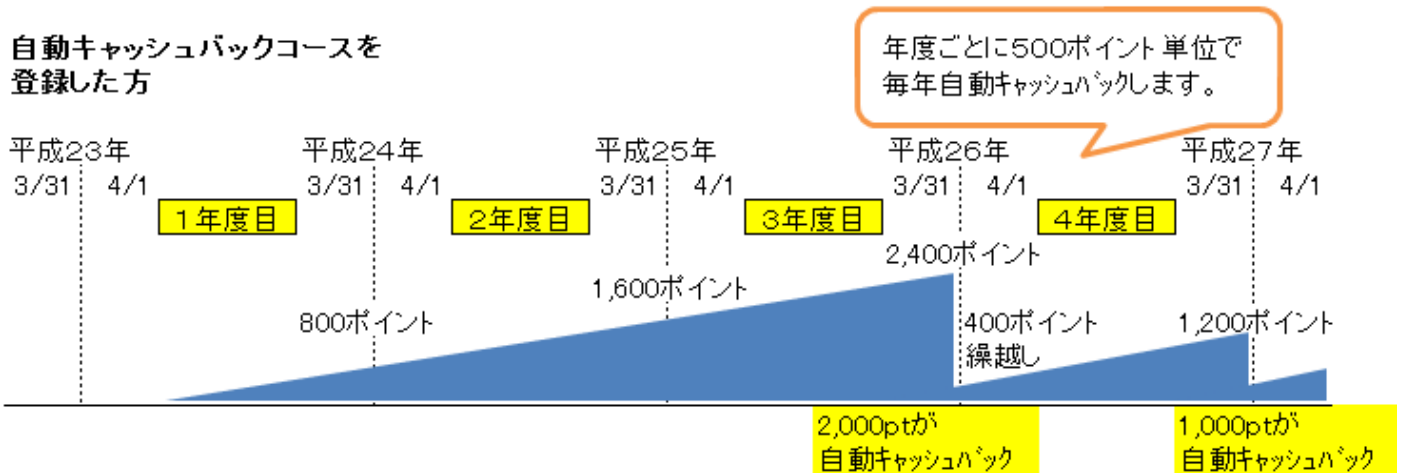 自動キャッシュバックコースを
登録した方
年度ごとに500ポイント単位で
毎年自動ｷｬｯｼｭﾊﾞｯｸします。
平成23年
平成24年
平成25年
平成26年
平成27年
3/31 4/1
3/31 4/1
3/31 4/1
3/31 4/1
3/31 4/1
1年度目
2年度目
3年度目
4年度目
2,400ポイント
1,600ポイント
800ポイント
400ポイント
繰越し
1,200ポイント
2,000ptが
自動ｷｬｯｼｭﾊﾞｯｸ
1,000ptが
自動ｷｬｯｼｭﾊﾞｯｸ